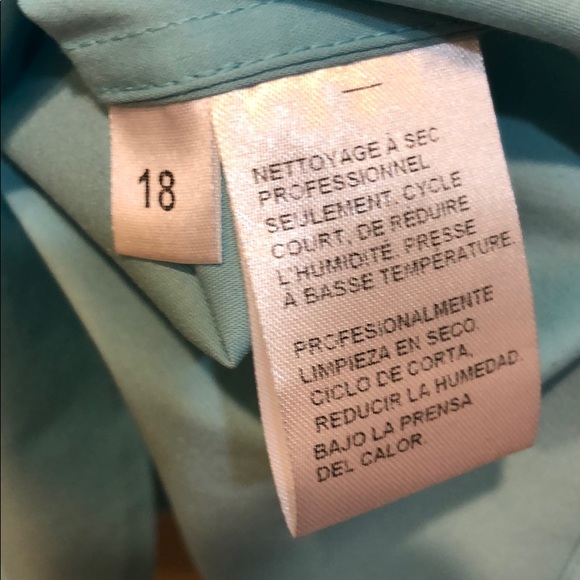 18
NETTOYAGE À SEC
PROFESSIONNEL
SEULEMENT. CYCLE
COURT, DE REDUIRE
L'HUMIDITÉ. PRESSE
À BASSE TEMPÉRATURE.
PROFESIONALMENTE
LIMPIEZA EN SECO.
CICLO DE CORTA,
REDUCIR LA HUMEDAD.
BAJO LA PRENSA
DEL CALOR.